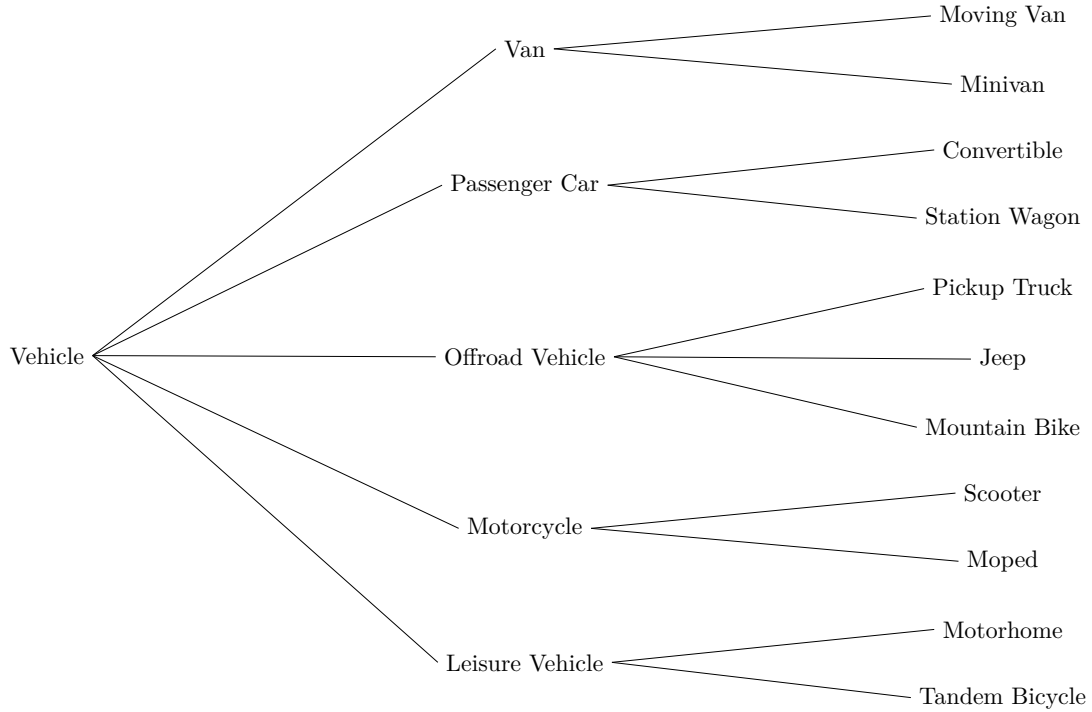 Vehicle
Van
Moving Van
Minivan
Passenger Car
Convertible
Station Wagon
Offroad Vehicle
Pickup Truck
Jeep
Mountain Bike
Motorcycle
Scooter
Moped
Leisure Vehicle
Motorhome
Tandem Bicycle